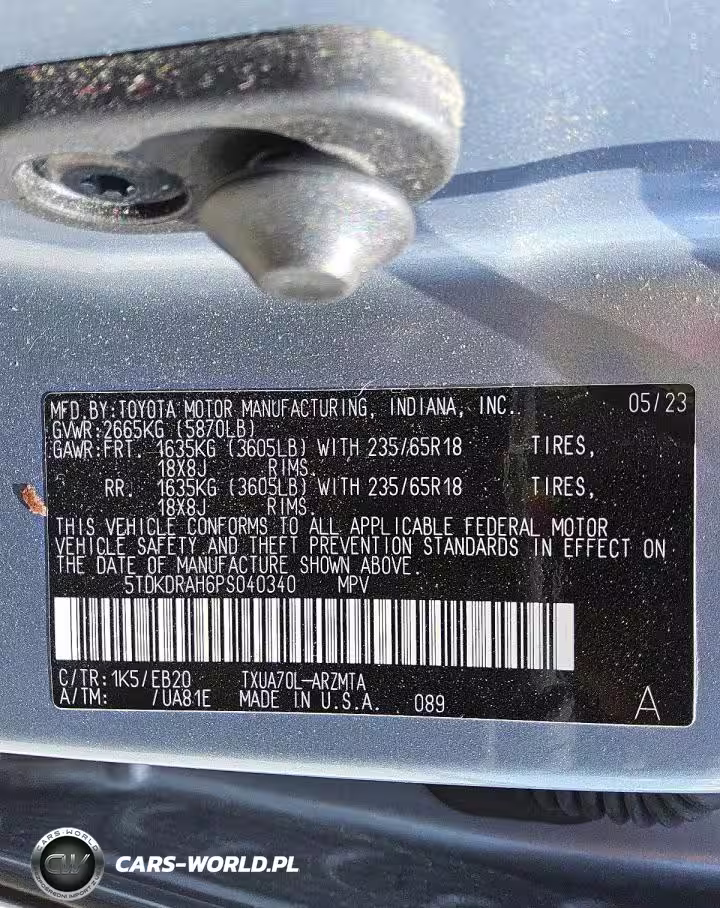 MFD.BY:TOYOTA MOTOR MANUFACTURING, INDIANA, INC. 05/23
GVWR:2665KG (5870LB)
GAWR:FRT. 1635KG (3605LB) WITH 235/65R18 TIRES,
18X8J RIMS.
RR. 1635KG (3605LB) WITH 235/65R18 TIRES,
18X8J RIMS.
THIS VEHICLE CONFORMS TO ALL APPLICABLE FEDERAL MOTOR
VEHICLE SAFETY AND THEFT PREVENTION STANDARDS IN EFFECT ON
THE DATE OF MANUFACTURE SHOWN ABOVE.
5TDKDRAH6PS040340 MPV
C/TR:1K5/EB20 TXUA70L-ARZMTA
A/TM: /UA81E MADE IN U.S.A. 089 A
CARS-WORLD
CW
CARS-WORLD.PL